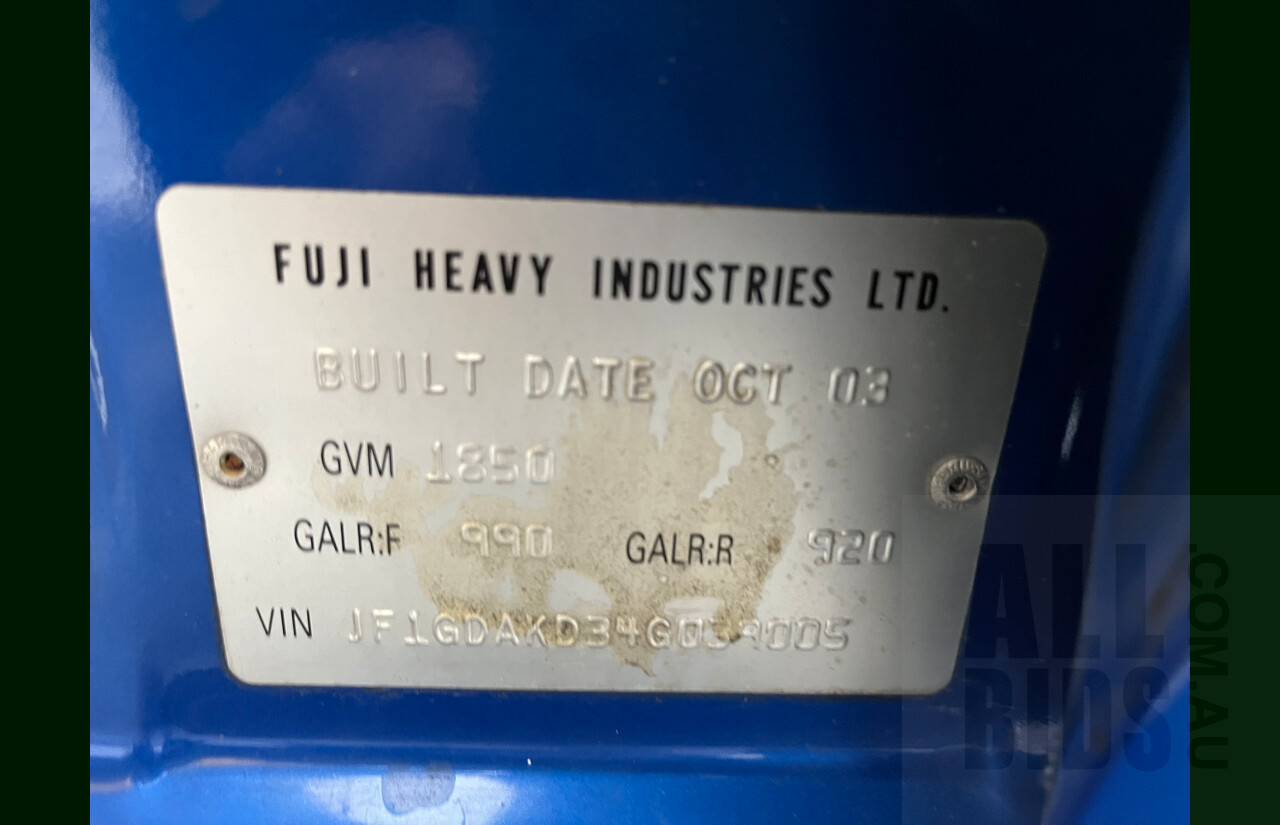 FUJI HEAVY INDUSTRIES LTD.
BUILT DATE OCT 03
GVM 1850
GALR:F 990 GALR:R 920
VIN
ALL
BIDS
.COM.AU